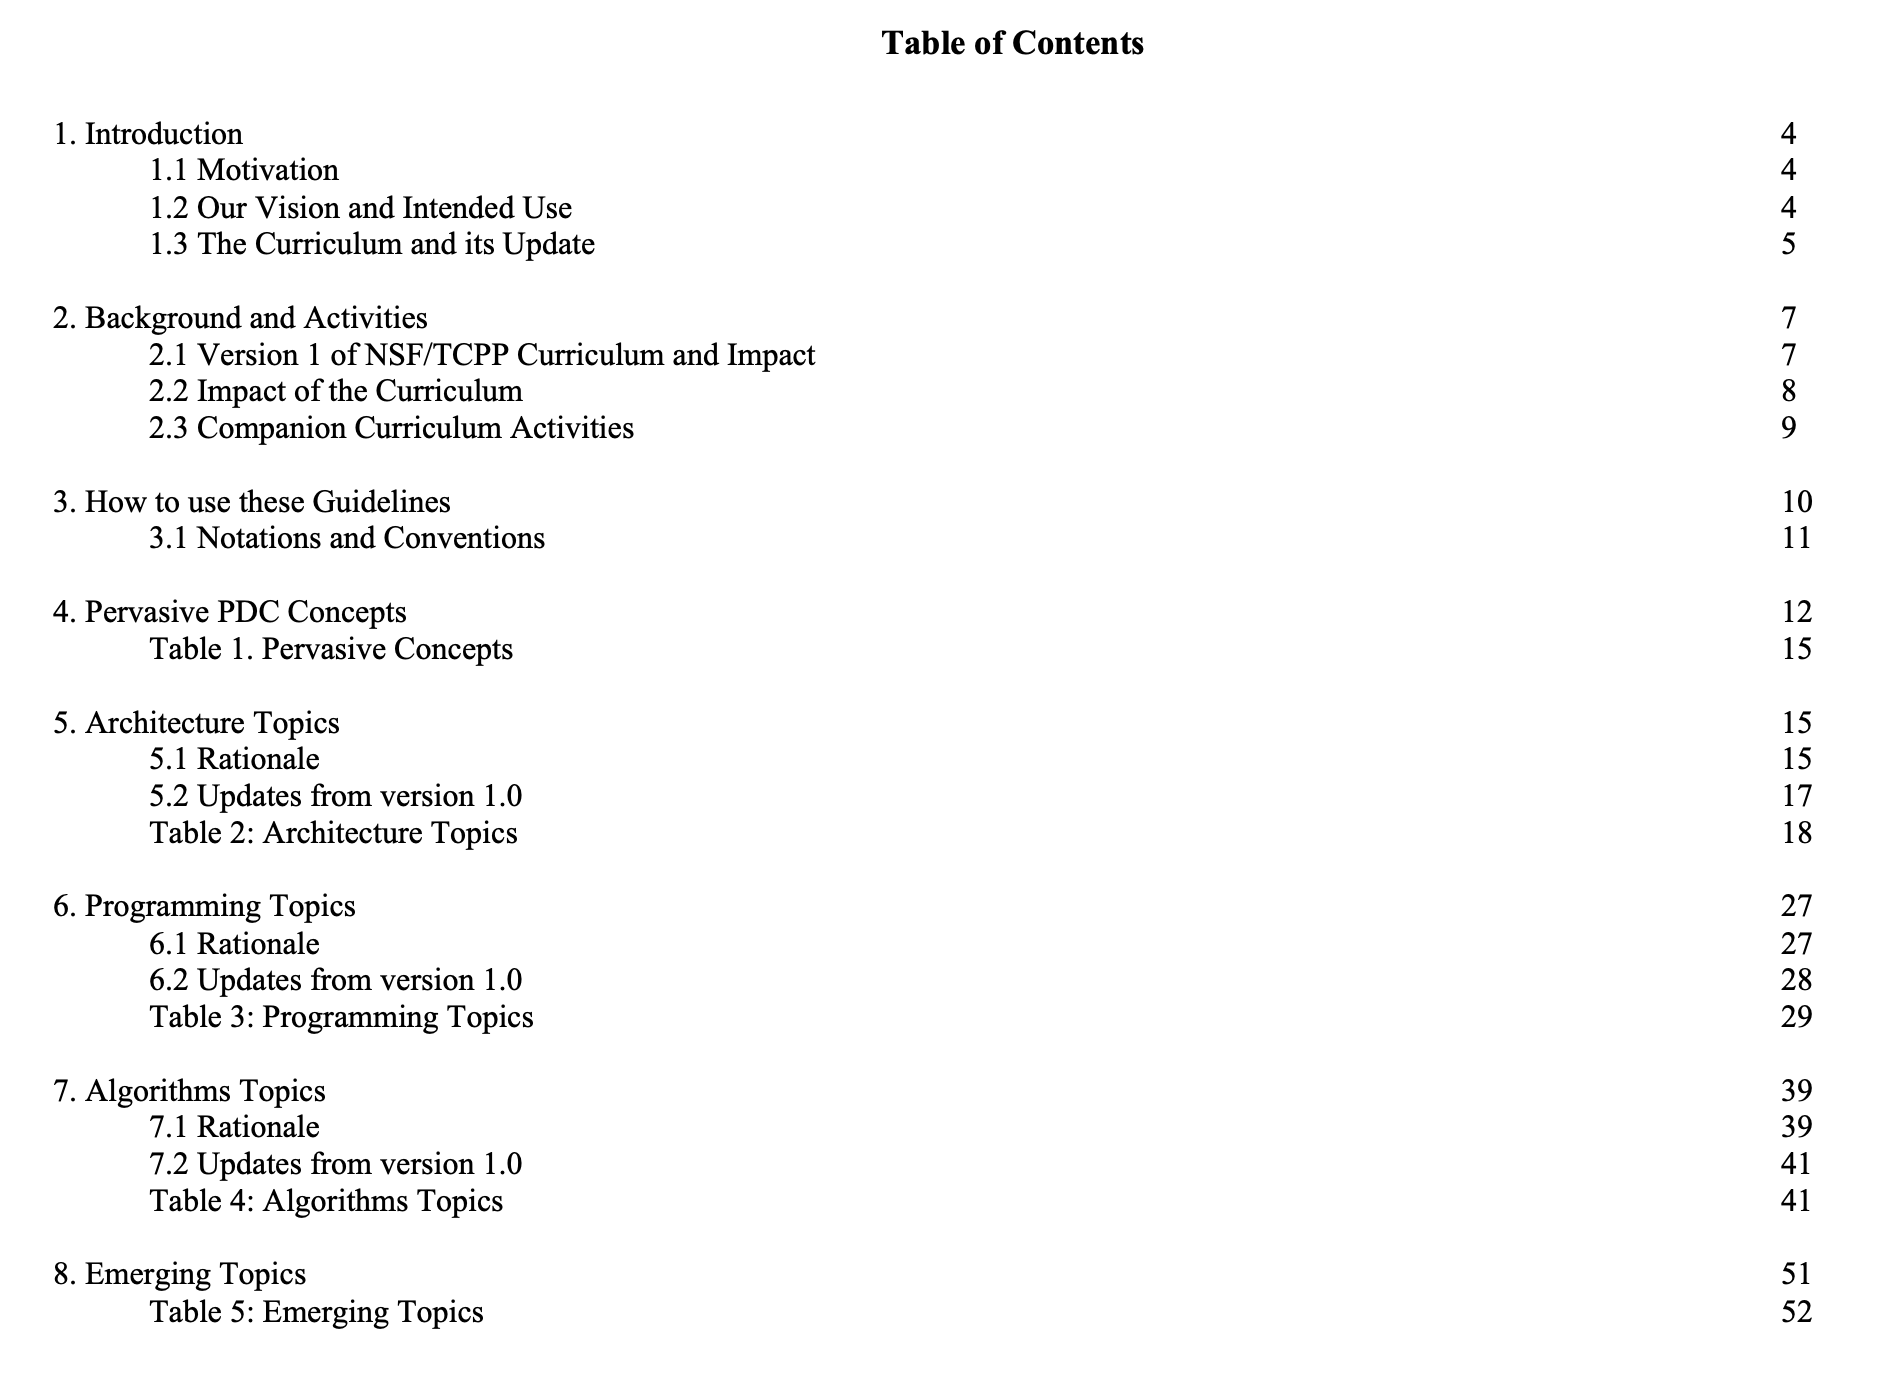 Table of Contents
1. Introduction 4
1.1 Motivation 4
1.2 Our Vision and Intended Use 4
1.3 The Curriculum and its Update 5
2. Background and Activities 7
2.1 Version 1 of NSF/TCPP Curriculum and Impact 7
2.2 Impact of the Curriculum 8
2.3 Companion Curriculum Activities 9
3. How to use these Guidelines 10
3.1 Notations and Conventions 11
4. Pervasive PDC Concepts 12
Table 1. Pervasive Concepts 15
5. Architecture Topics 15
5.1 Rationale 15
5.2 Updates from version 1.0 17
Table 2: Architecture Topics 18
6. Programming Topics 27
6.1 Rationale 27
6.2 Updates from version 1.0 28
Table 3: Programming Topics 29
7. Algorithms Topics 39
7.1 Rationale 39
7.2 Updates from version 1.0 41
Table 4: Algorithms Topics 41
8. Emerging Topics 51
Table 5: Emerging Topics 52